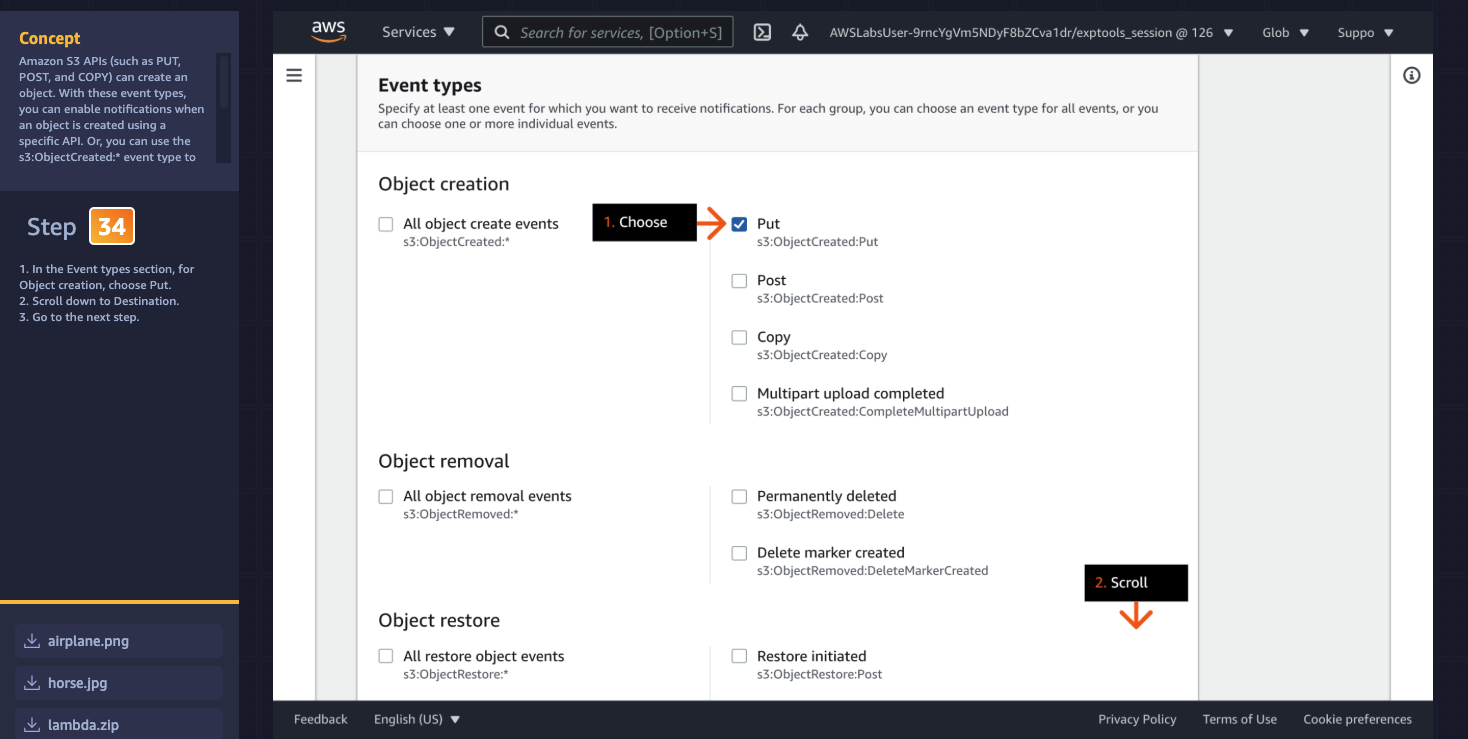 Concept
Amazon S3 APIs (such as PUT,
POST, and COPY) can create an
object. With these event types,
you can enable notifications when
an object is created using a
specific API. Or, you can use the
s3:ObjectCreated:* event type to
Step 34
1. In the Event types section, for
Object creation, choose Put.
2. Scroll down to Destination.
3. Go to the next step.
airplane.png
horse.jpg
lambda.zip
aws
Services
Search for services, [Option+S]
AWSLabsUser-9rncYgVm5NDyF8bZCva1dr/exptools_session @ 126
Glob
Suppo
Event types
Specify at least one event for which you want to receive notifications. For each group, you can choose an event type for all events, or you
can choose one or more individual events.
Object creation
All object create events
s3:ObjectCreated:*
1. Choose
Put
s3:ObjectCreated:Put
Post
s3:ObjectCreated:Post
Copy
s3:ObjectCreated:Copy
Multipart upload completed
s3:ObjectCreated:CompleteMultipartUpload
Object removal
All object removal events
s3:ObjectRemoved:*
Permanently deleted
s3:ObjectRemoved:Delete
Delete marker created
s3:ObjectRemoved:DeleteMarkerCreated
2. Scroll
Object restore
All restore object events
s3:ObjectRestore:*
Restore initiated
s3:ObjectRestore:Post
Feedback
English (US)
Privacy Policy
Terms of Use
Cookie preferences